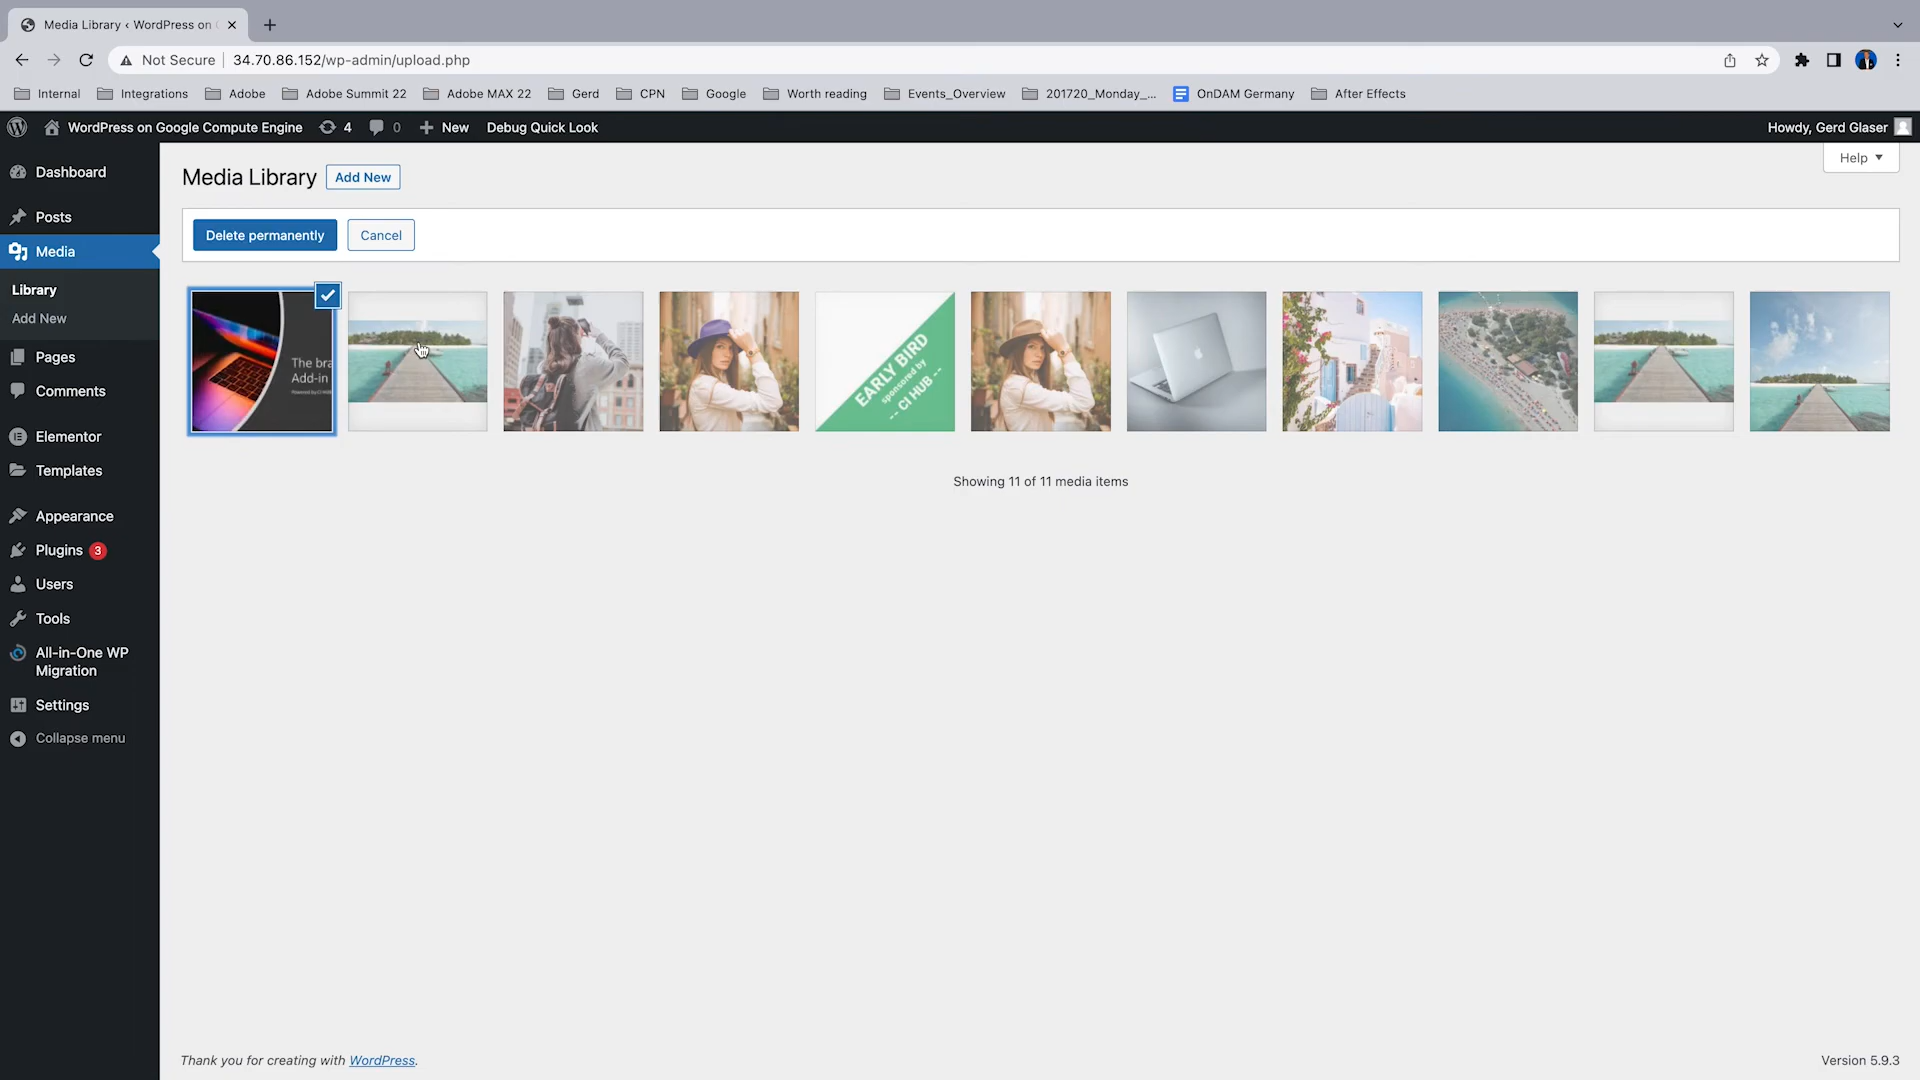 Media Library ‹ WordPress on
Not Secure 34.70.86.152/wp-admin/upload.php
Internal Integrations Adobe Adobe Summit 22 Adobe MAX 22 Gerd CPN Google Worth reading Events_Overview 201720_Monday_... OnDAM Germany After Effects
WordPress on Google Compute Engine 4 0 New Debug Quick Look Howdy, Gerd Glaser
Help
Dashboard
Posts
Media
Library
Add New
Pages
Comments
Elementor
Templates
Appearance
Plugins 3
Users
Tools
All-in-One WP
Migration
Settings
Collapse menu
Media Library Add New
Delete permanently Cancel
The bra
Add-in
Powered by CI HUB
EARLY BIRD
sponsored by
-- CI HUB --
Showing 11 of 11 media items
Thank you for creating with WordPress.
Version 5.9.3